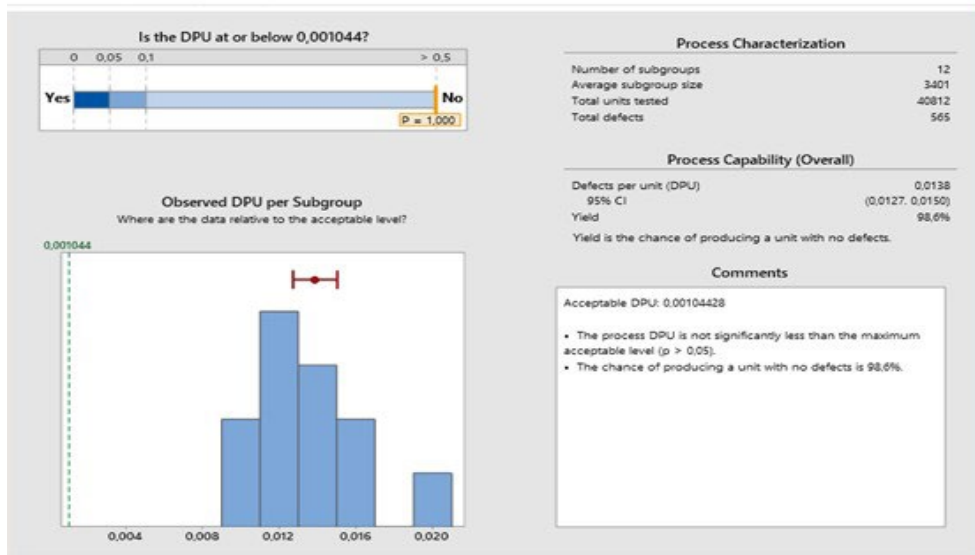 Is the DPU at or below 0,001044?
0 0,05 0,1 > 0,5
Yes No
P = 1,000
Observed DPU per Subgroup
Where are the data relative to the acceptable level?
0,001044
0,004 0,008 0,012 0,016 0,020
Process Characterization
Number of subgroups 12
Average subgroup size 3401
Total units tested 40812
Total defects 565
Process Capability (Overall)
Defects per unit (DPU) 0,0138
95% CI (0,0127. 0,0150)
Yield 98,6%
Yield is the chance of producing a unit with no defects.
Comments
Acceptable DPU: 0,00104428
• The process DPU is not significantly less than the maximum
acceptable level (p > 0,05).
• The chance of producing a unit with no defects is 98,6%.